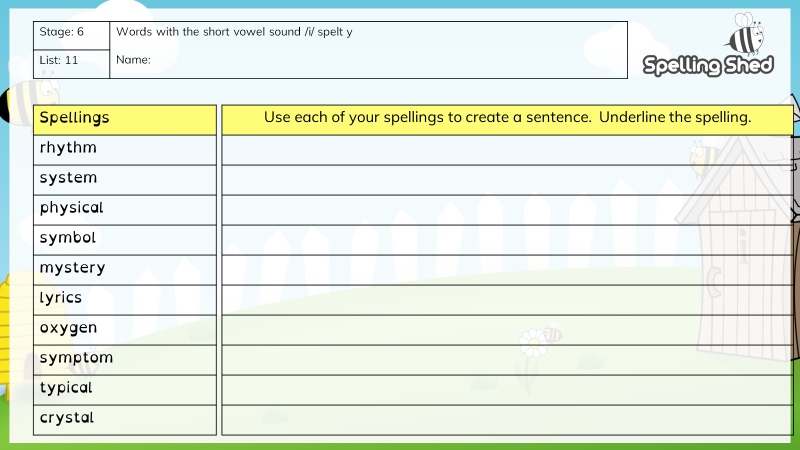 Stage: 6
Words with the short vowel sound /i/ spelt y
List: 11
Name:
Spelling Shed
Spellings
Use each of your spellings to create a sentence. Underline the spelling.
rhythm
system
physical
symbol
mystery
lyrics
oxygen
symptom
typical
crystal